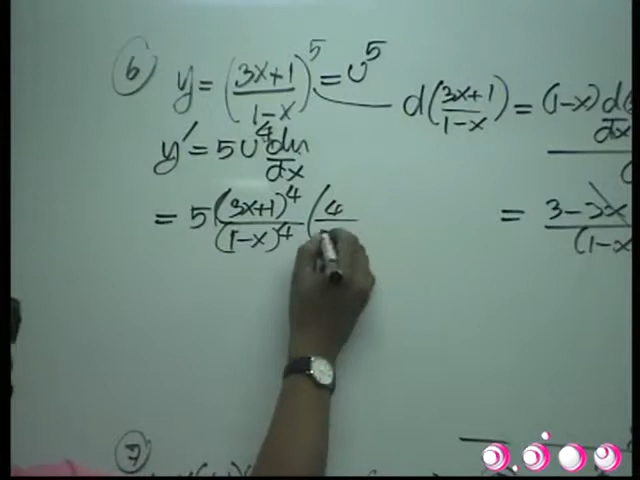 6 y = (3x+1 / 1-x)^5 = U^5
d(3x+1 / 1-x) = (1-x) d / dx
y' = 5U^4 du/dx
= 5 (3x+1)^4 / (1-x)^4 (4
= 3-3x / (1-x
7